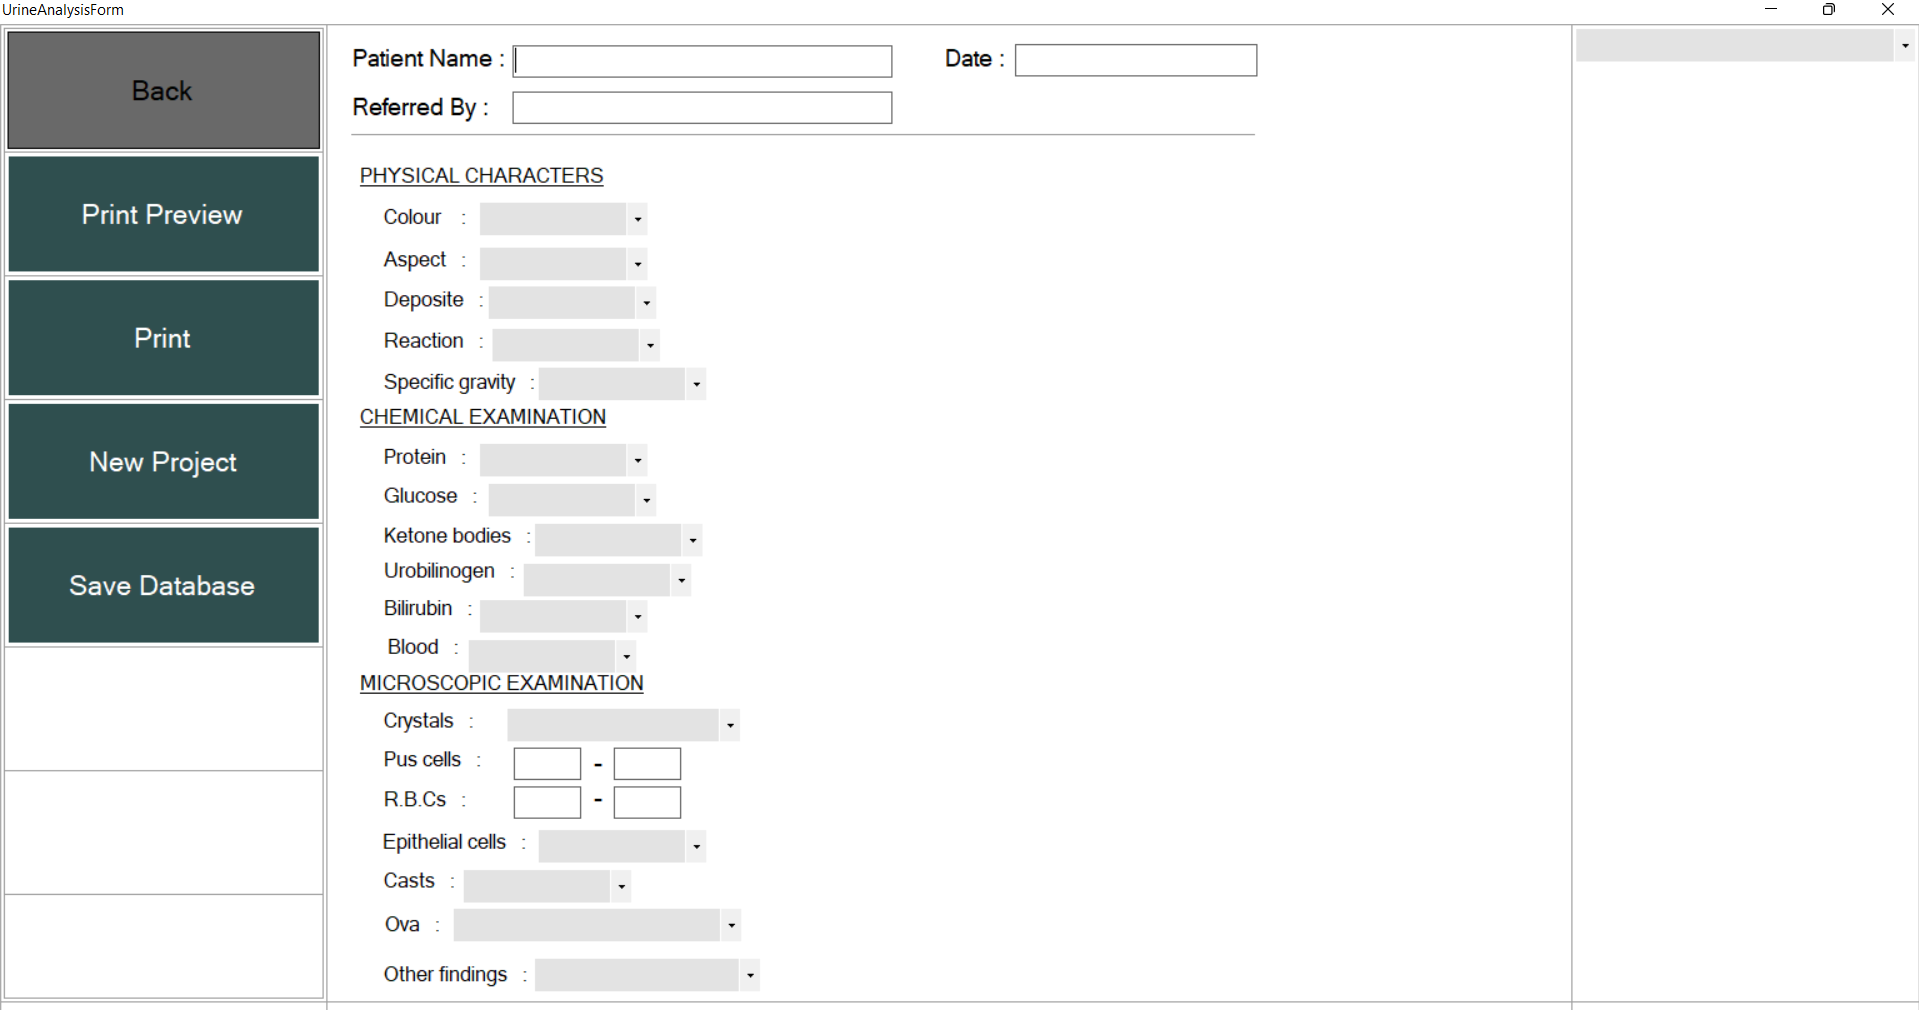 UrineAnalysisForm
Back
Print Preview
Print
New Project
Save Database
Patient Name :
Date :
Referred By :
PHYSICAL CHARACTERS
Colour :
Aspect :
Deposite :
Reaction :
Specific gravity :
CHEMICAL EXAMINATION
Protein :
Glucose :
Ketone bodies :
Urobilinogen :
Bilirubin :
Blood :
MICROSCOPIC EXAMINATION
Crystals :
Pus cells : -
R.B.Cs : -
Epithelial cells :
Casts :
Ova :
Other findings :